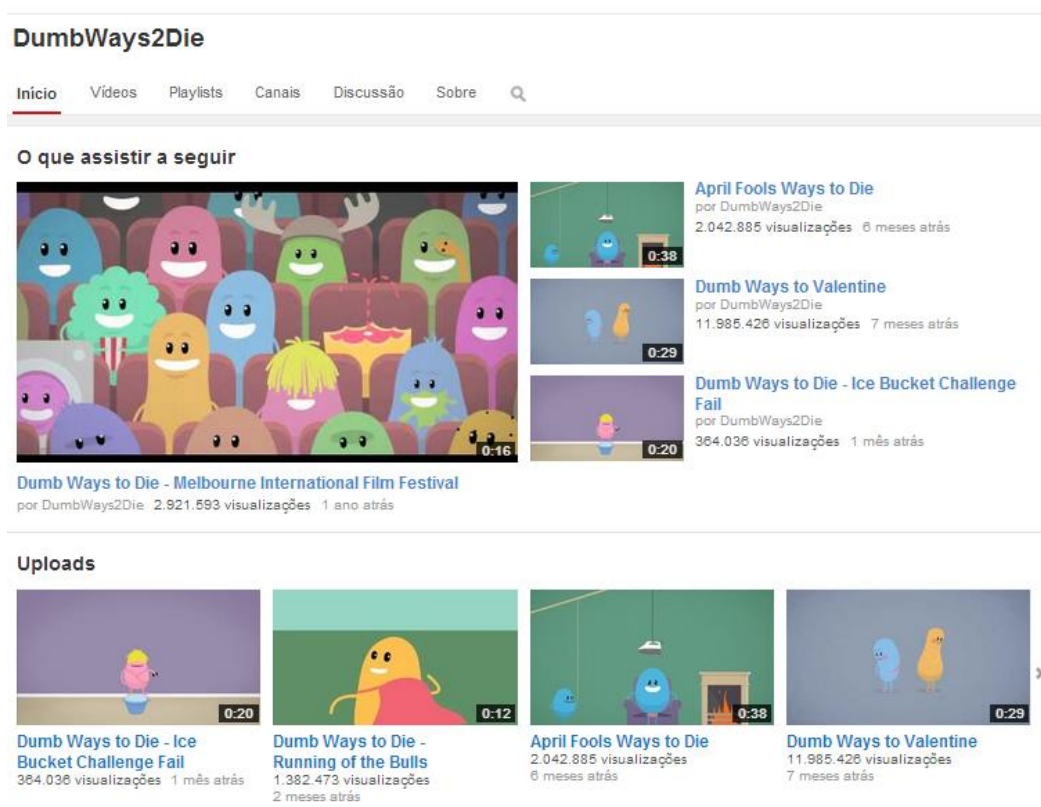 DumbWays2Die
Início Vídeos Playlists Canais Discussão Sobre
O que assistir a seguir
0:16
Dumb Ways to Die - Melbourne International Film Festival
por DumbWays2Die 2.921.593 visualizações 1 ano atrás
April Fools Ways to Die
por DumbWays2Die
2.042.885 visualizações 6 meses atrás
0:38
Dumb Ways to Valentine
por DumbWays2Die
11.985.426 visualizações 7 meses atrás
0:29
Dumb Ways to Die - Ice Bucket Challenge
Fail
por DumbWays2Die
364.036 visualizações 1 mês atrás
0:20
Uploads
0:20
Dumb Ways to Die - Ice
Bucket Challenge Fail
364.036 visualizações 1 mês atrás
0:12
Dumb Ways to Die -
Running of the Bulls
1.382.473 visualizações
2 meses atrás
0:38
April Fools Ways to Die
2.042.885 visualizações
6 meses atrás
0:29
Dumb Ways to Valentine
11.985.426 visualizações
7 meses atrás